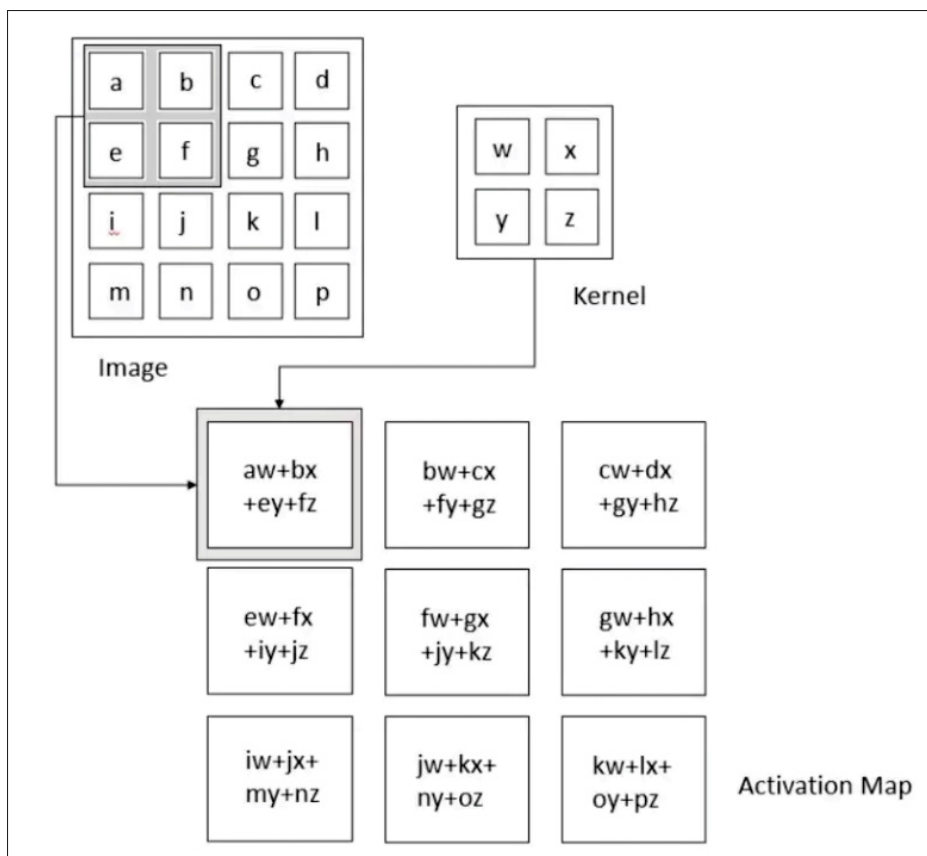 a b c d
e f g h
i j k l
m n o p
Image
w x
y z
Kernel
aw+bx
+ey+fz
bw+cx
+fy+gz
cw+dx
+gy+hz
ew+fx
+iy+jz
fw+gx
+jy+kz
gw+hx
+ky+lz
iw+jx+
my+nz
jw+kx+
ny+oz
kw+lx+
oy+pz
Activation Map